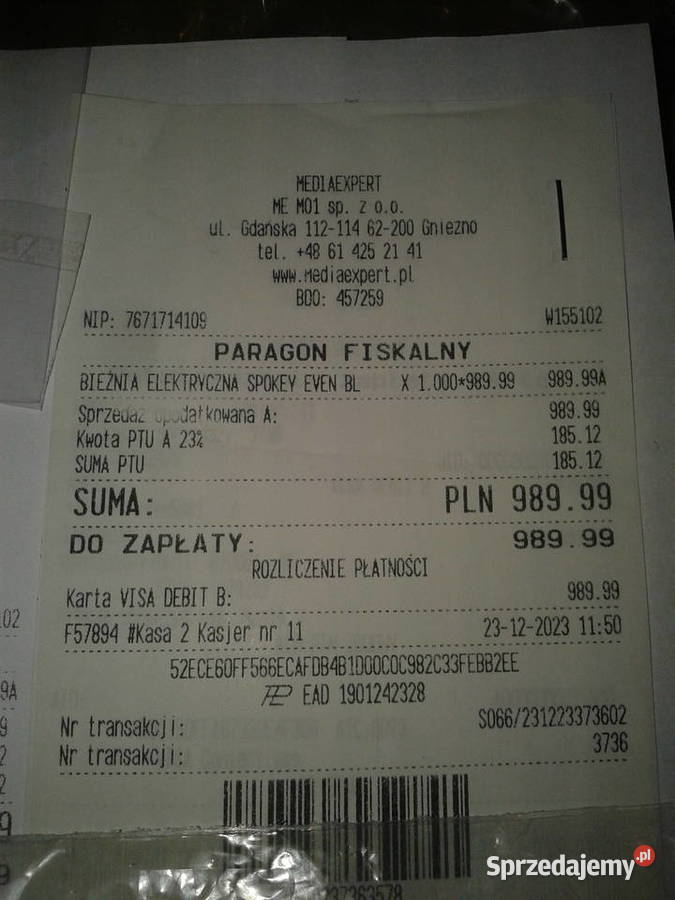 MEDIAEXPERT
ME M01 sp. z o.o.
ul. Gdańska 112-114 62-200 Gniezno
tel. +48 61 425 21 41
www.mediaexpert.pl
BDO: 457259
NIP: 7671714109 W155102
PARAGON FISKALNY
BIEŻNIA ELEKTRYCZNA SPOKEY EVEN BL X 1.000*989.99 989.99A
Sprzedaż opodatkowana A: 989.99
Kwota PTU A 23% 185.12
SUMA PTU 185.12
SUMA: PLN 989.99
DO ZAPŁATY: 989.99
ROZLICZENIE PŁATNOŚCI
Karta VISA DEBIT B: 989.99
F57894 #Kasa 2 Kasjer nr 11 23-12-2023 11:50
52ECE60FF566ECAFDB4B1D00C0C982C33FEBB2EE
EAD 1901242328
Nr transakcji: S066/231223373602
Nr transakcji: 3736
Sprzedajemy.pl